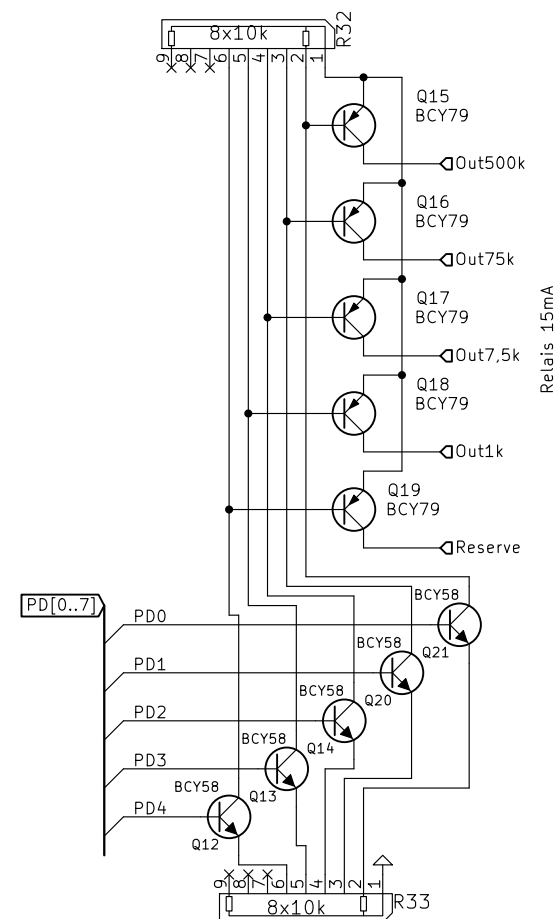 8x10k
R32
9 8 7 6 5 4 3 2 1
Q15
BCY79
Out500k
Q16
BCY79
Out75k
Q17
BCY79
Out7,5k
Q18
BCY79
Out1k
Q19
BCY79
Reserve
Relais 15mA
PD[0..7]
PD0
BCY58
Q21
PD1
BCY58
Q20
PD2
BCY58
Q14
PD3
BCY58
Q13
PD4
BCY58
Q12
9 8 7 6 5 4 3 2 1
R33
8x10k